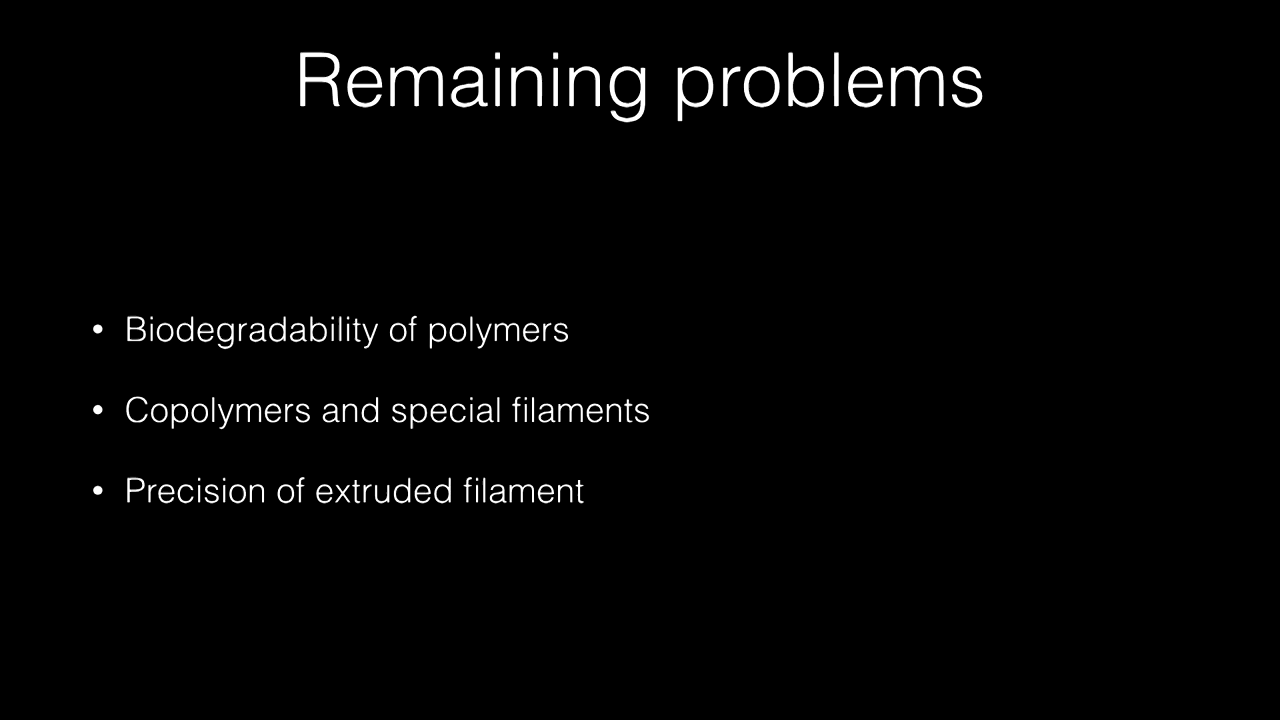 Remaining problems
• Biodegradability of polymers
• Copolymers and special filaments
• Precision of extruded filament